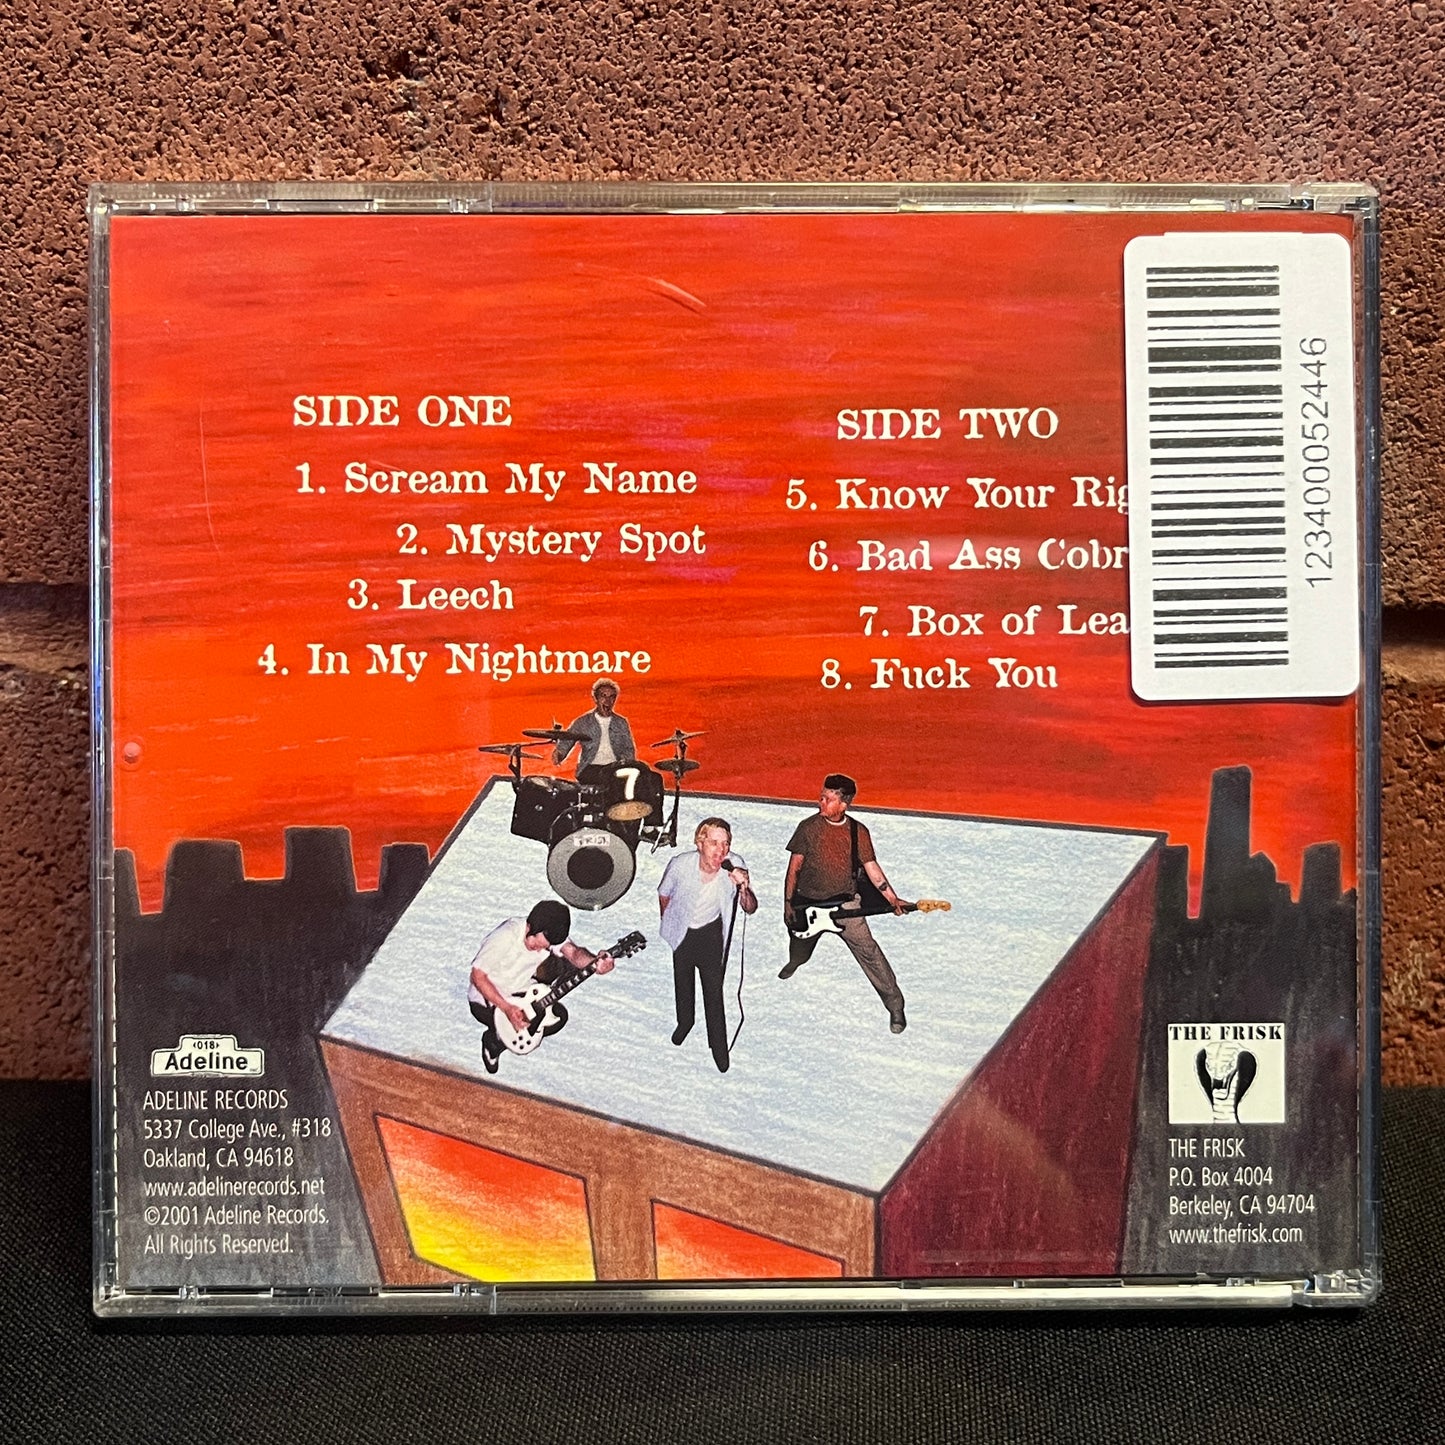 SIDE ONE
1. Scream My Name
2. Mystery Spot
3. Leech
4. In My Nightmare
SIDE TWO
5. Know Your Rig
6. Bad Ass Cobr
7. Box of Lea
8. Fuck You
1234000052446
7
FRISK
‹018›
Adeline
ADELINE RECORDS
5337 College Ave., #318
Oakland, CA 94618
www.adelinerecords.net
©2001 Adeline Records.
All Rights Reserved.
THE FRISK
THE FRISK
P.O. Box 4004
Berkeley, CA 94704
www.thefrisk.com